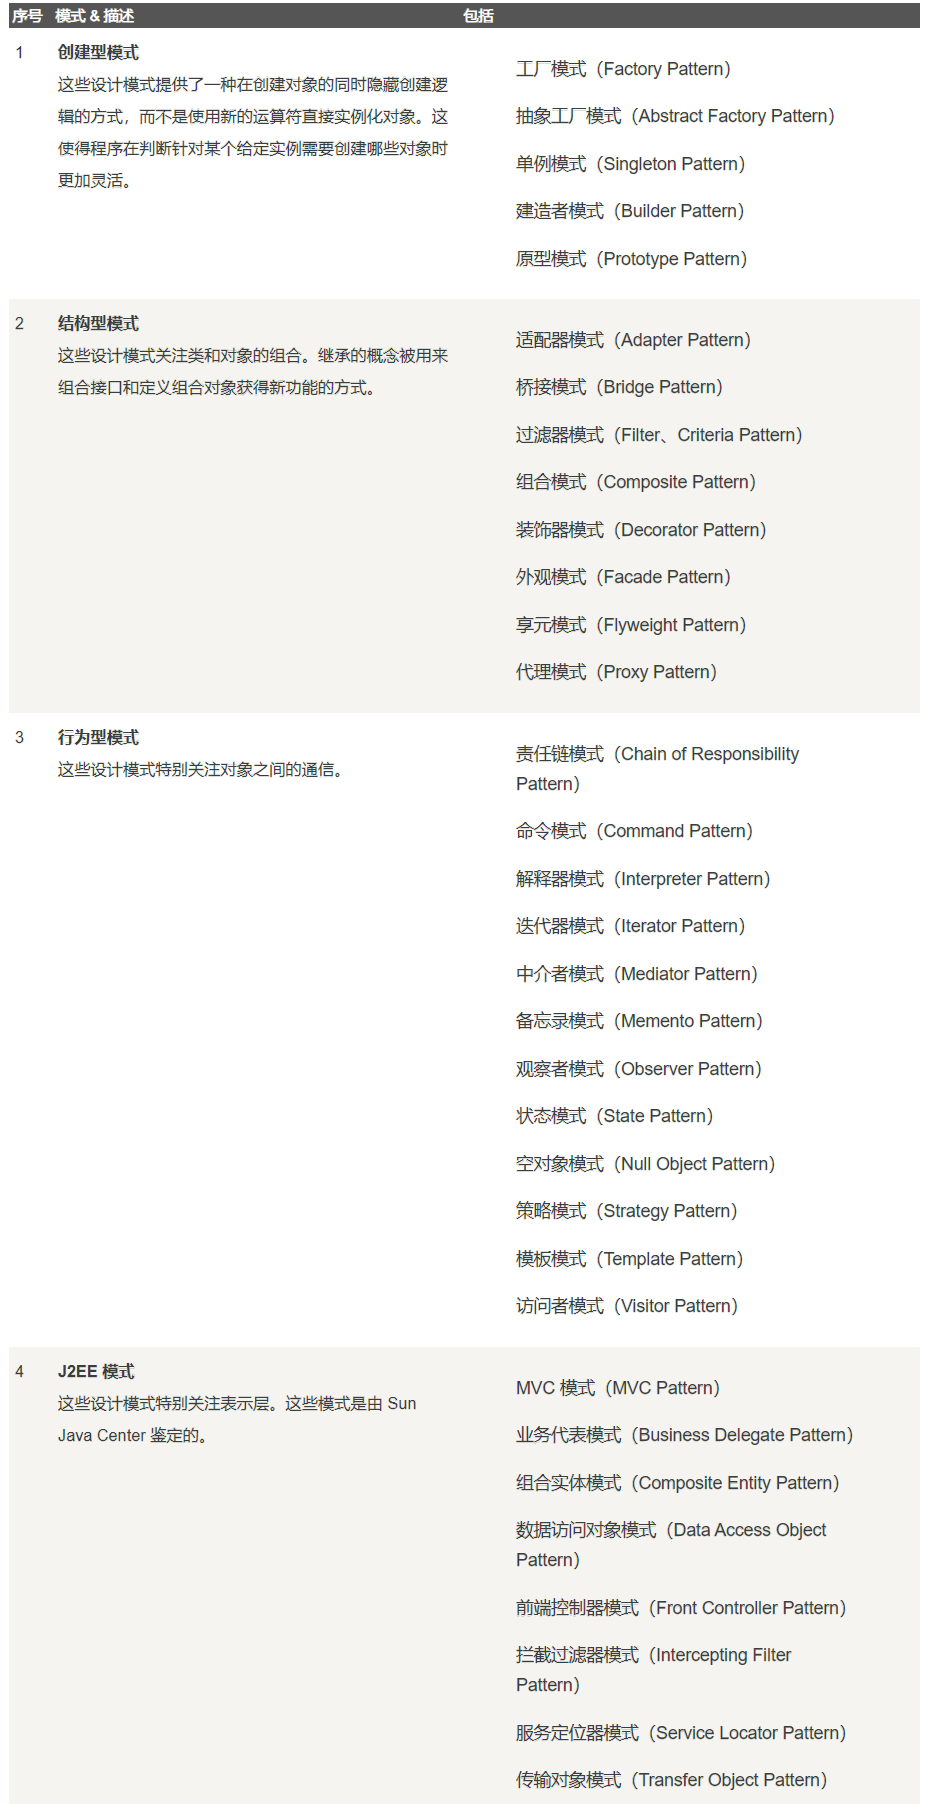 序号 模式 & 描述 包括
1 创建型模式
这些设计模式提供了一种在创建对象的同时隐藏创建逻
辑的方式，而不是使用新的运算符直接实例化对象。这
使得程序在判断针对某个给定实例需要创建哪些对象时
更加灵活。
工厂模式（Factory Pattern）
抽象工厂模式（Abstract Factory Pattern）
单例模式（Singleton Pattern）
建造者模式（Builder Pattern）
原型模式（Prototype Pattern）
2 结构型模式
这些设计模式关注类和对象的组合。继承的概念被用来
组合接口和定义组合对象获得新功能的方式。
适配器模式（Adapter Pattern）
桥接模式（Bridge Pattern）
过滤器模式（Filter、Criteria Pattern）
组合模式（Composite Pattern）
装饰器模式（Decorator Pattern）
外观模式（Facade Pattern）
享元模式（Flyweight Pattern）
代理模式（Proxy Pattern）
3 行为型模式
这些设计模式特别关注对象之间的通信。
责任链模式（Chain of Responsibility
Pattern）
命令模式（Command Pattern）
解释器模式（Interpreter Pattern）
迭代器模式（Iterator Pattern）
中介者模式（Mediator Pattern）
备忘录模式（Memento Pattern）
观察者模式（Observer Pattern）
状态模式（State Pattern）
空对象模式（Null Object Pattern）
策略模式（Strategy Pattern）
模板模式（Template Pattern）
访问者模式（Visitor Pattern）
4 J2EE 模式
这些设计模式特别关注表示层。这些模式是由 Sun
Java Center 鉴定的。
MVC 模式（MVC Pattern）
业务代表模式（Business Delegate Pattern）
组合实体模式（Composite Entity Pattern）
数据访问对象模式（Data Access Object
Pattern）
前端控制器模式（Front Controller Pattern）
拦截过滤器模式（Intercepting Filter
Pattern）
服务定位器模式（Service Locator Pattern）
传输对象模式（Transfer Object Pattern）